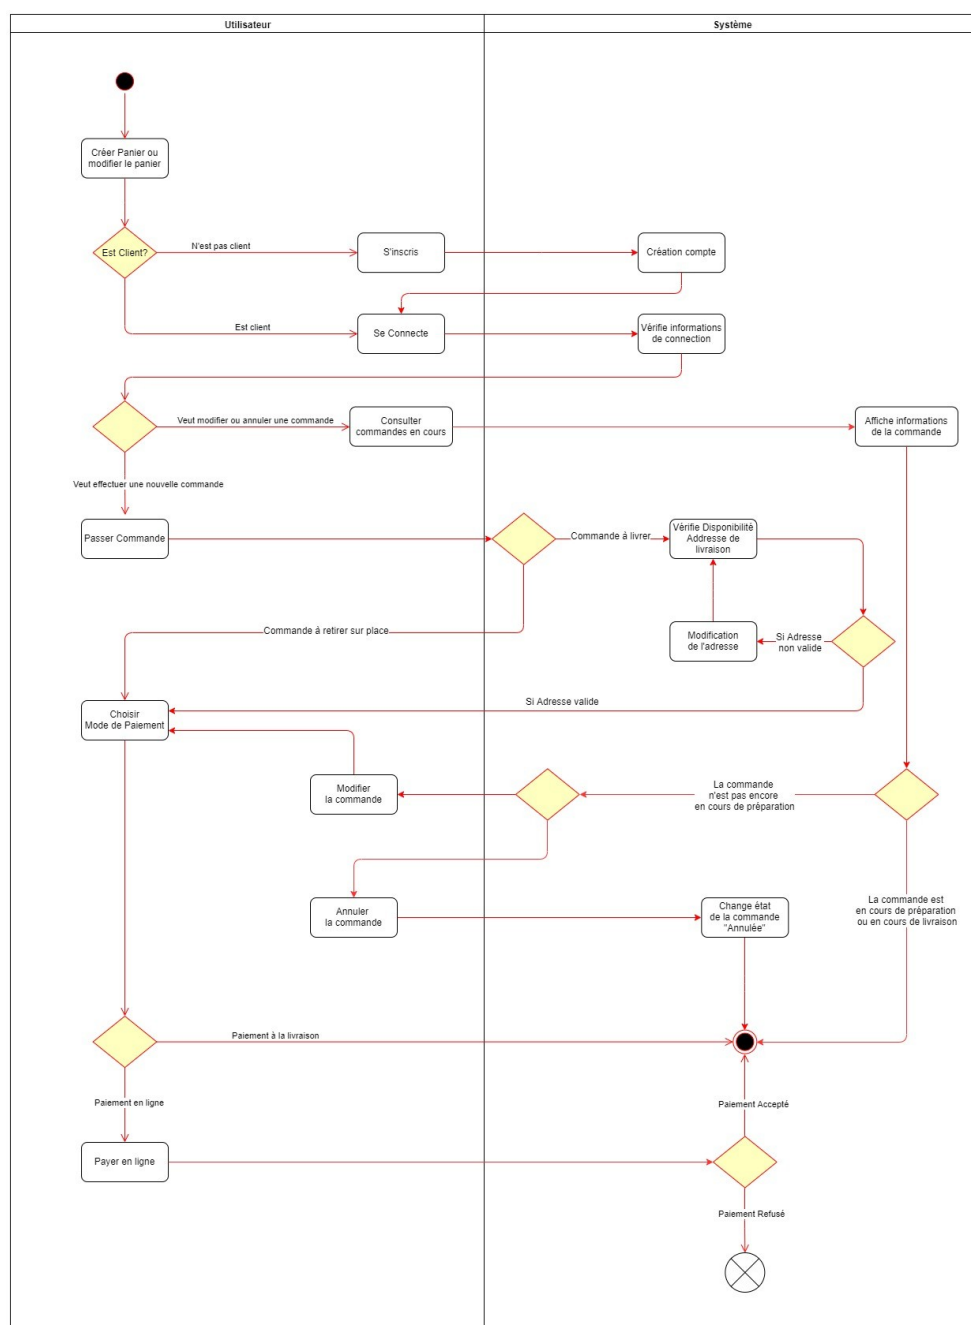 Utilisateur
Système
Créer Panier ou
modifier le panier
Est Client?
N'est pas client
S'inscris
Création compte
Est client
Se Connecte
Vérifie informations
de connection
Veut modifier ou annuler une commande
Consulter
commandes en cours
Affiche informations
de la commande
Veut effectuer une nouvelle commande
Passer Commande
Commande à livrer
Vérifie Disponibilité
Addresse de
livraison
Commande à retirer sur place
Modification
de l'adresse
Si Adresse
non valide
Si Adresse valide
Choisir
Mode de Paiement
Modifier
la commande
La commande
n'est pas encore
en cours de préparation
Annuler
la commande
Change état
de la commande
"Annulée"
La commande est
en cours de préparation
ou en cours de livraison
Paiement à la livraison
Paiement en ligne
Paiement Accepté
Payer en ligne
Paiement Refusé